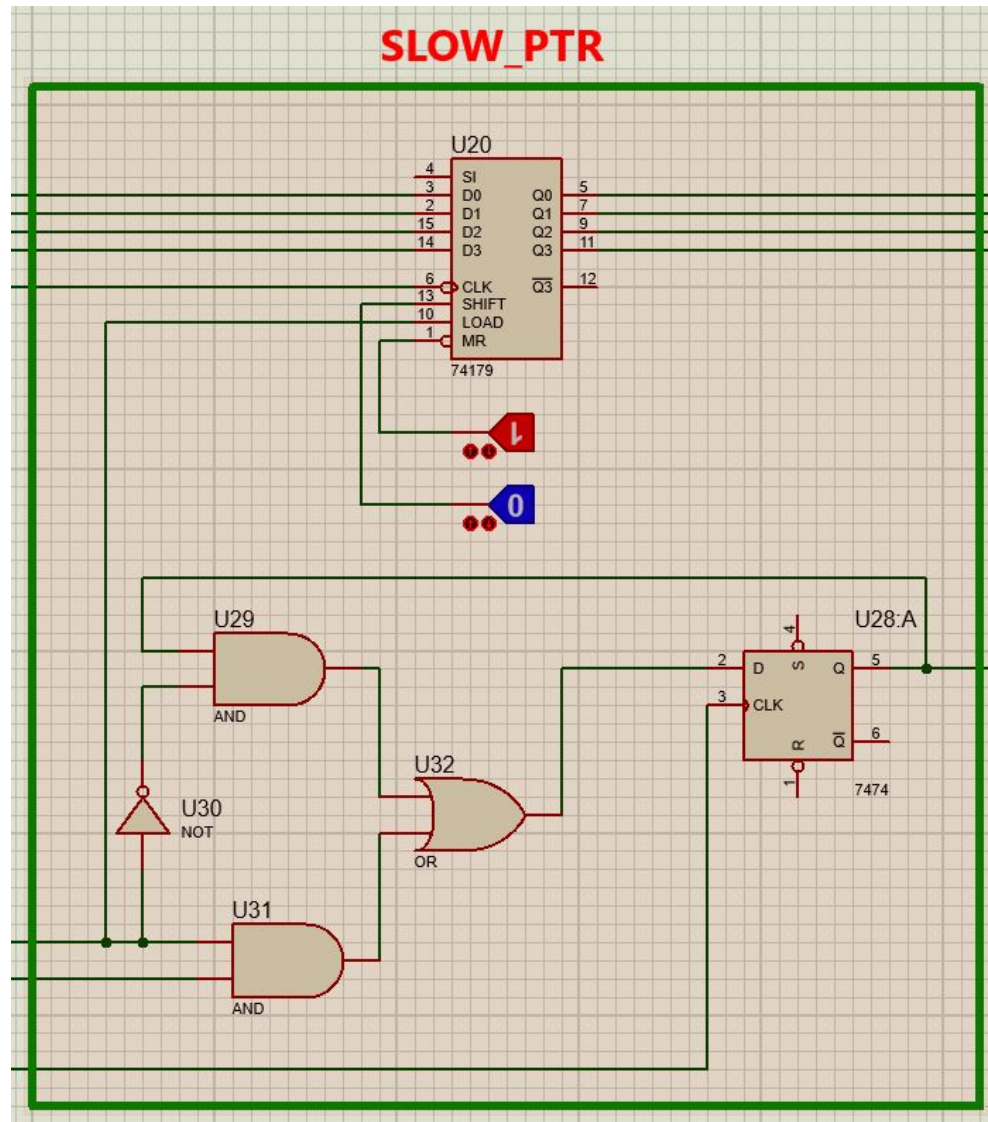 SLOW_PTR
U20
4 SI
3 D0 Q0 5
2 D1 Q1 7
15 D2 Q2 9
14 D3 Q3 11
6 CLK Q3 12
13 SHIFT
10 LOAD
1 MR
74179
1
0
U29
AND
U28:A
4
2 D S Q 5
3 CLK
R Q 6
1
7474
U32
OR
U30
NOT
U31
AND